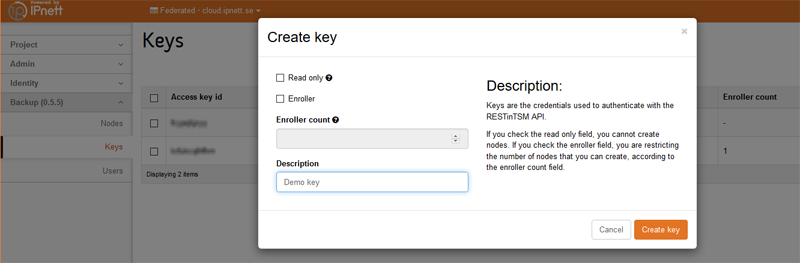 Powered by
IPnett
Federated - cloud.ipnett.se
Project
Admin
Identity
Backup (0.5.5)
Nodes
Keys
Users
Keys
Access key id
Enroller count
-
1
Displaying 2 items
Create key
×
Read only
Enroller
Enroller count
Description
Demo key
Description:
Keys are the credentials used to authenticate with the
RESTinTSM API.
If you check the read only field, you cannot create
nodes. If you check the enroller field, you are restricting
the number of nodes that you can create, according to
the enroller count field.
Cancel
Create key